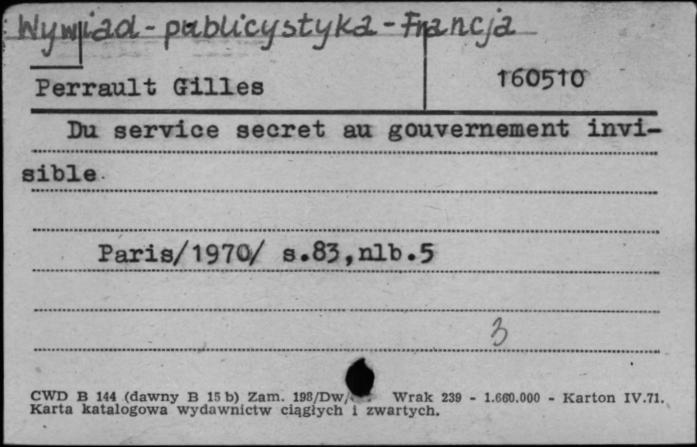 Wywiad - publicystyka - Francja
Perrault Gilles
160510
Du service secret au gouvernement invi-
sible
Paris/1970/ s.83,nlb.5
3
CWD B 144 (dawny B 15 b) Zam. 198/Dw/ Wrak 239 - 1.660.000 - Karton IV.71.
Karta katalogowa wydawnictw ciągłych i zwartych.